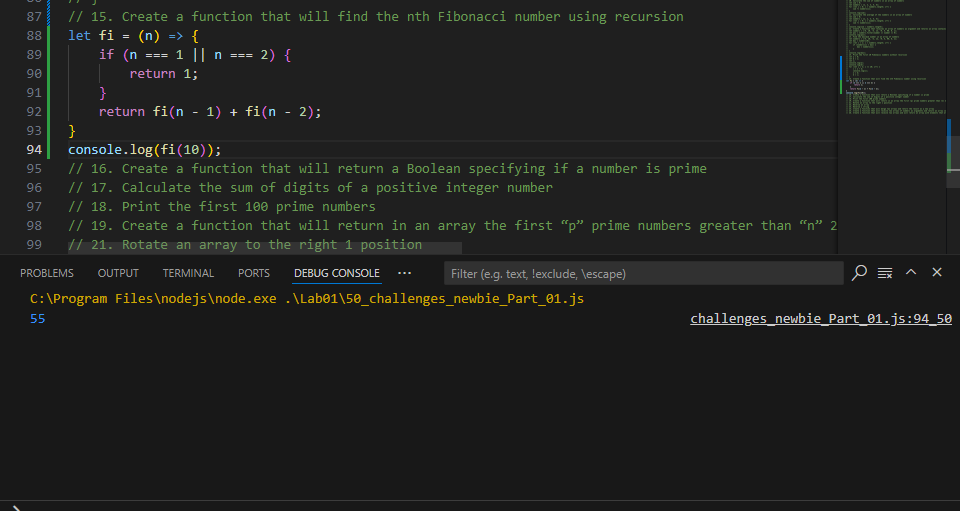 87 // 15. Create a function that will find the nth Fibonacci number using recursion
88 let fi = (n) => {
89 if (n === 1 || n === 2) {
90 return 1;
91 }
92 return fi(n - 1) + fi(n - 2);
93 }
94 console.log(fi(10));
95 // 16. Create a function that will return a Boolean specifying if a number is prime
96 // 17. Calculate the sum of digits of a positive integer number
97 // 18. Print the first 100 prime numbers
98 // 19. Create a function that will return in an array the first “p” prime numbers greater than “n” 2
99 // 21. Rotate an array to the right 1 position
PROBLEMS OUTPUT TERMINAL PORTS DEBUG CONSOLE ··· Filter (e.g. text, !exclude, \escape)
C:\Program Files\nodejs\node.exe .\Lab01\50_challenges_newbie_Part_01.js
55 challenges_newbie_Part_01.js:94_50